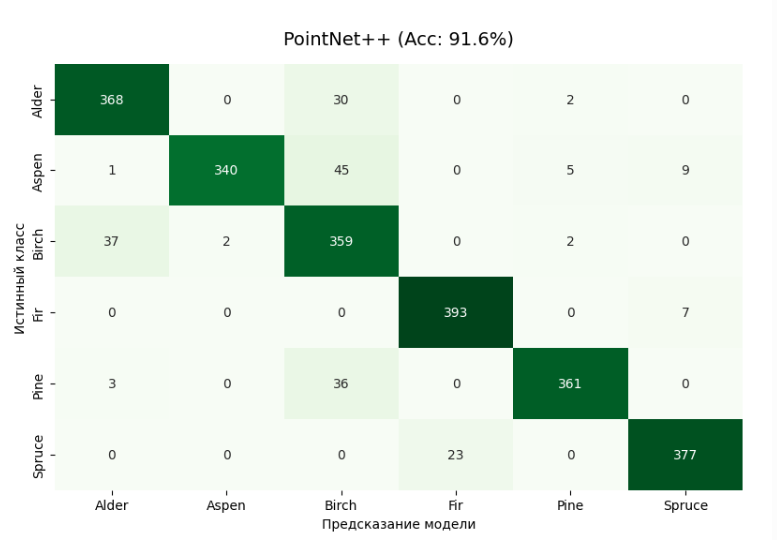 PointNet++ (Acc: 91.6%)
Alder 368 0 30 0 2 0
Aspen 1 340 45 0 5 9
Birch 37 2 359 0 2 0
Fir 0 0 0 393 0 7
Pine 3 0 36 0 361 0
Spruce 0 0 0 23 0 377
Alder Aspen Birch Fir Pine Spruce
Истинный класс
Предсказание модели